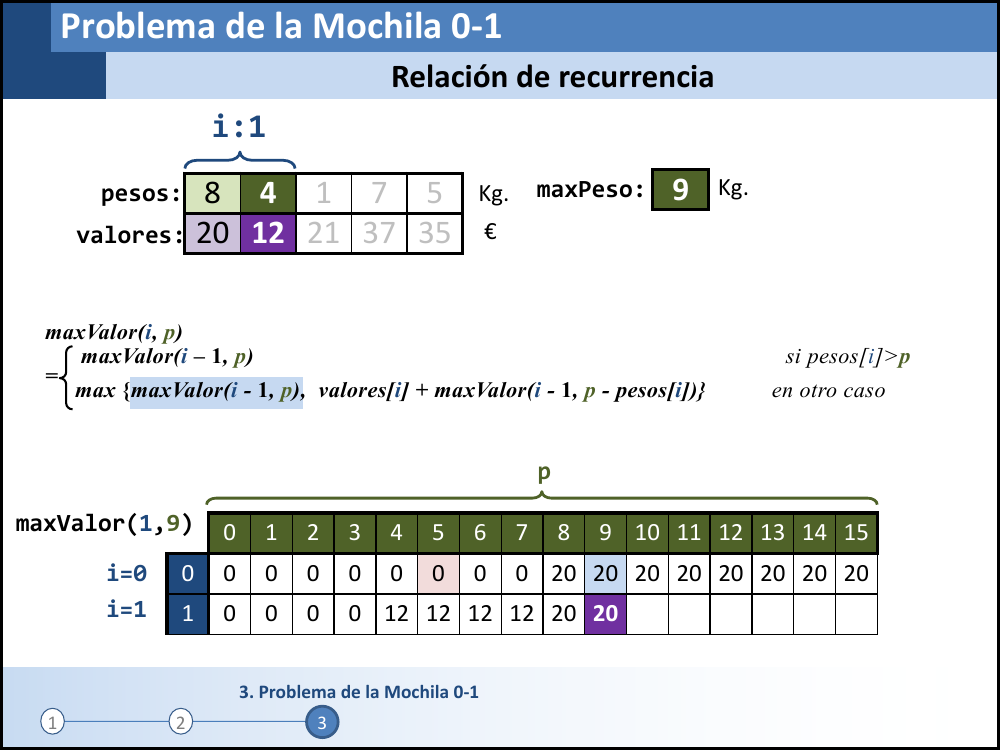 Problema de la Mochila 0-1
Relación de recurrencia
i:1
pesos: 8 4 1 7 5 Kg. maxPeso: 9 Kg.
valores: 20 12 21 37 35 €
maxValor(i, p)
maxValor(i – 1, p) si pesos[i]>p
=
max {maxValor(i - 1, p), valores[i] + maxValor(i - 1, p - pesos[i])} en otro caso
p
maxValor(1,9) 0 1 2 3 4 5 6 7 8 9 10 11 12 13 14 15
i=0 0 0 0 0 0 0 0 0 0 20 20 20 20 20 20 20 20
i=1 1 0 0 0 0 12 12 12 12 20 20
3. Problema de la Mochila 0-1
1 2 3